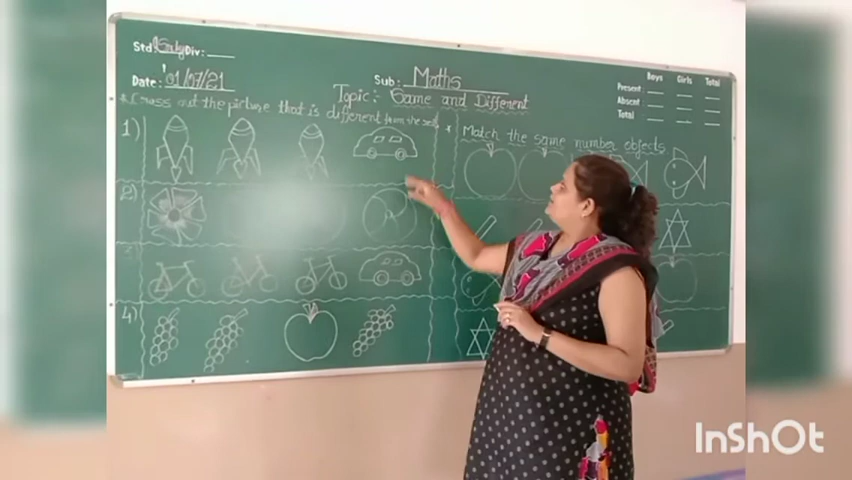 Std: Div:
Date: 01/07/21
Sub: Maths
Topic: Same and Different
Boys Girls Total
Present
Absent
Total
* Cross out the picture that is different from the set
* Match the same number objects
1)
2)
3)
4)
InShOt